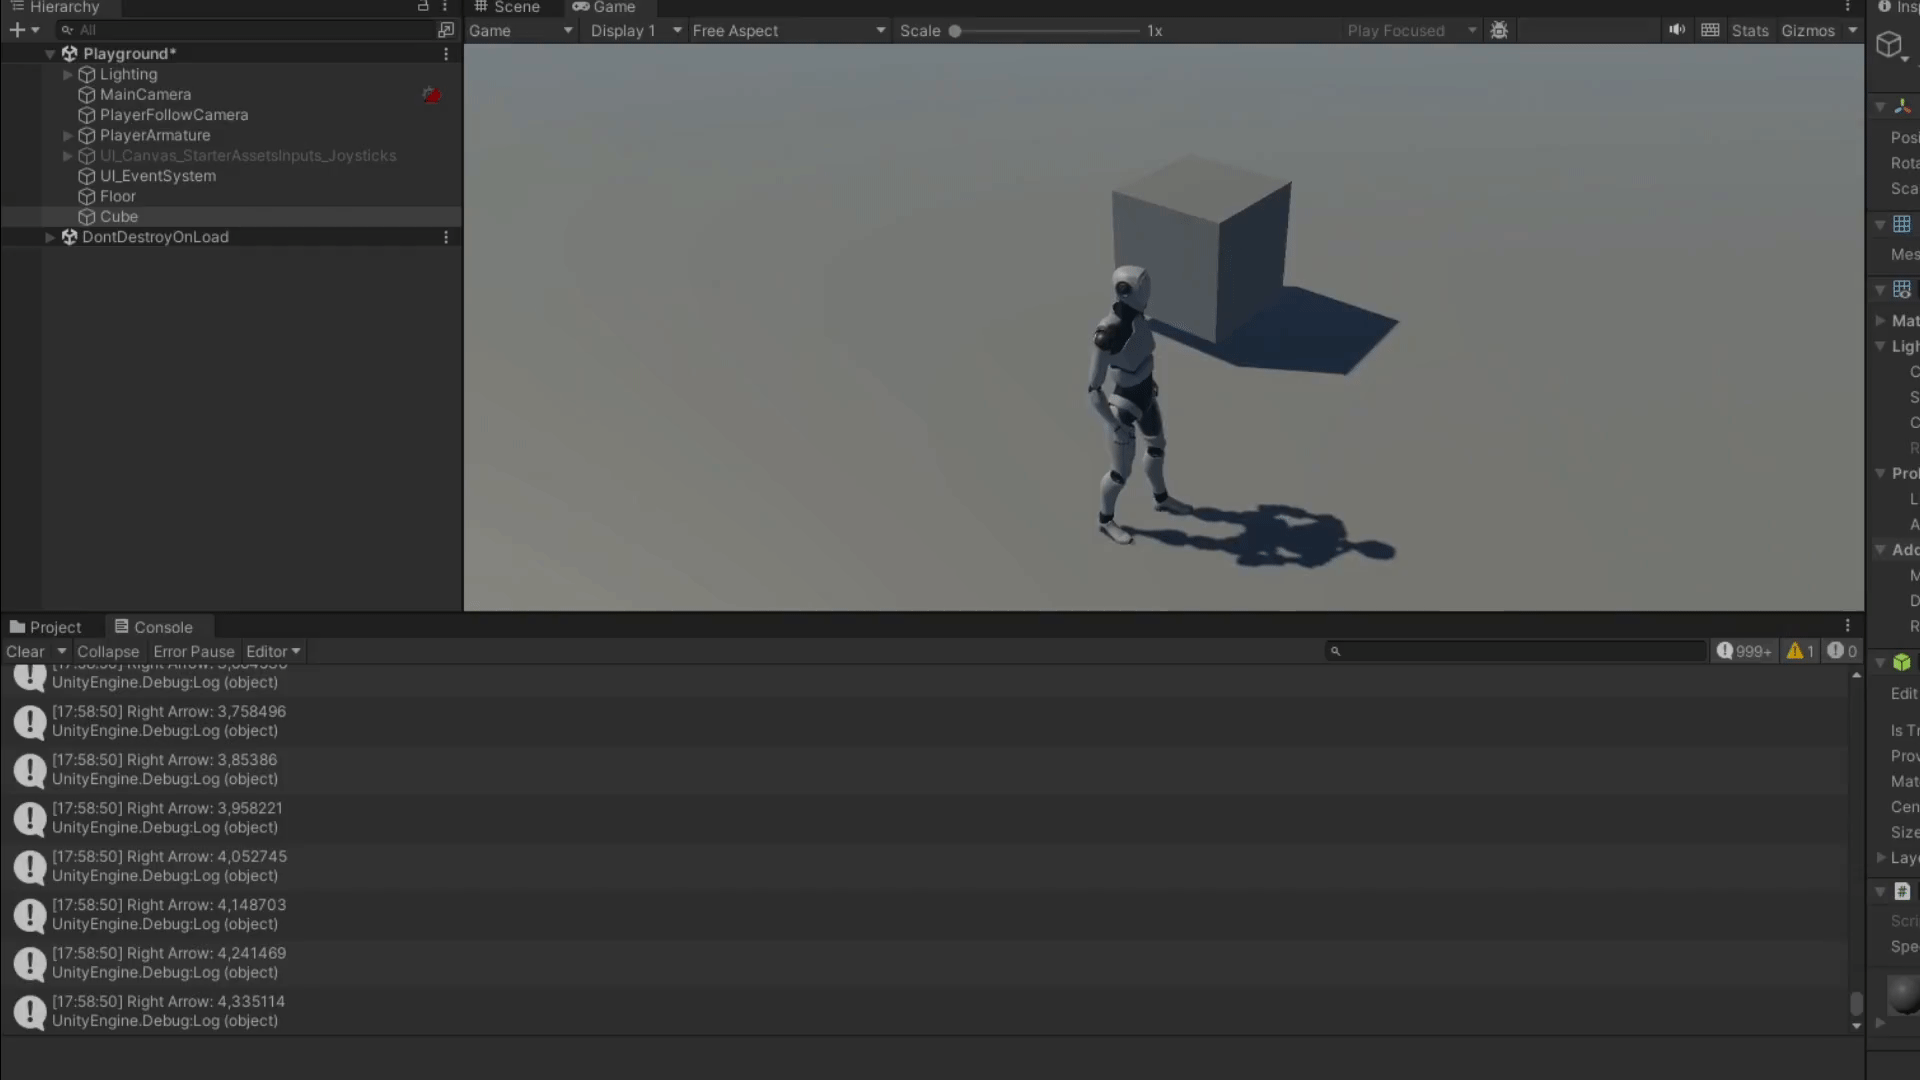 Hierarchy
All
Playground*
Lighting
MainCamera
PlayerFollowCamera
PlayerArmature
UI_Canvas_StarterAssetsInputs_Joysticks
UI_EventSystem
Floor
Cube
DontDestroyOnLoad
Scene Game
Game Display 1 Free Aspect Scale 1x Play Focused Stats Gizmos
Project Console
Clear Collapse Error Pause Editor 999+ 1 0
UnityEngine.Debug:Log (object)
[17:58:50] Right Arrow: 3,758496
UnityEngine.Debug:Log (object)
[17:58:50] Right Arrow: 3,85386
UnityEngine.Debug:Log (object)
[17:58:50] Right Arrow: 3,958221
UnityEngine.Debug:Log (object)
[17:58:50] Right Arrow: 4,052745
UnityEngine.Debug:Log (object)
[17:58:50] Right Arrow: 4,148703
UnityEngine.Debug:Log (object)
[17:58:50] Right Arrow: 4,241469
UnityEngine.Debug:Log (object)
[17:58:50] Right Arrow: 4,335114
UnityEngine.Debug:Log (object)
Insp
Posi
Rota
Sca
Mes
Mat
Ligh
C
S
C
R
Prol
L
A
Add
M
D
R
Edit
Is Tr
Prov
Mat
Cen
Size
Laye
Scri
Spe